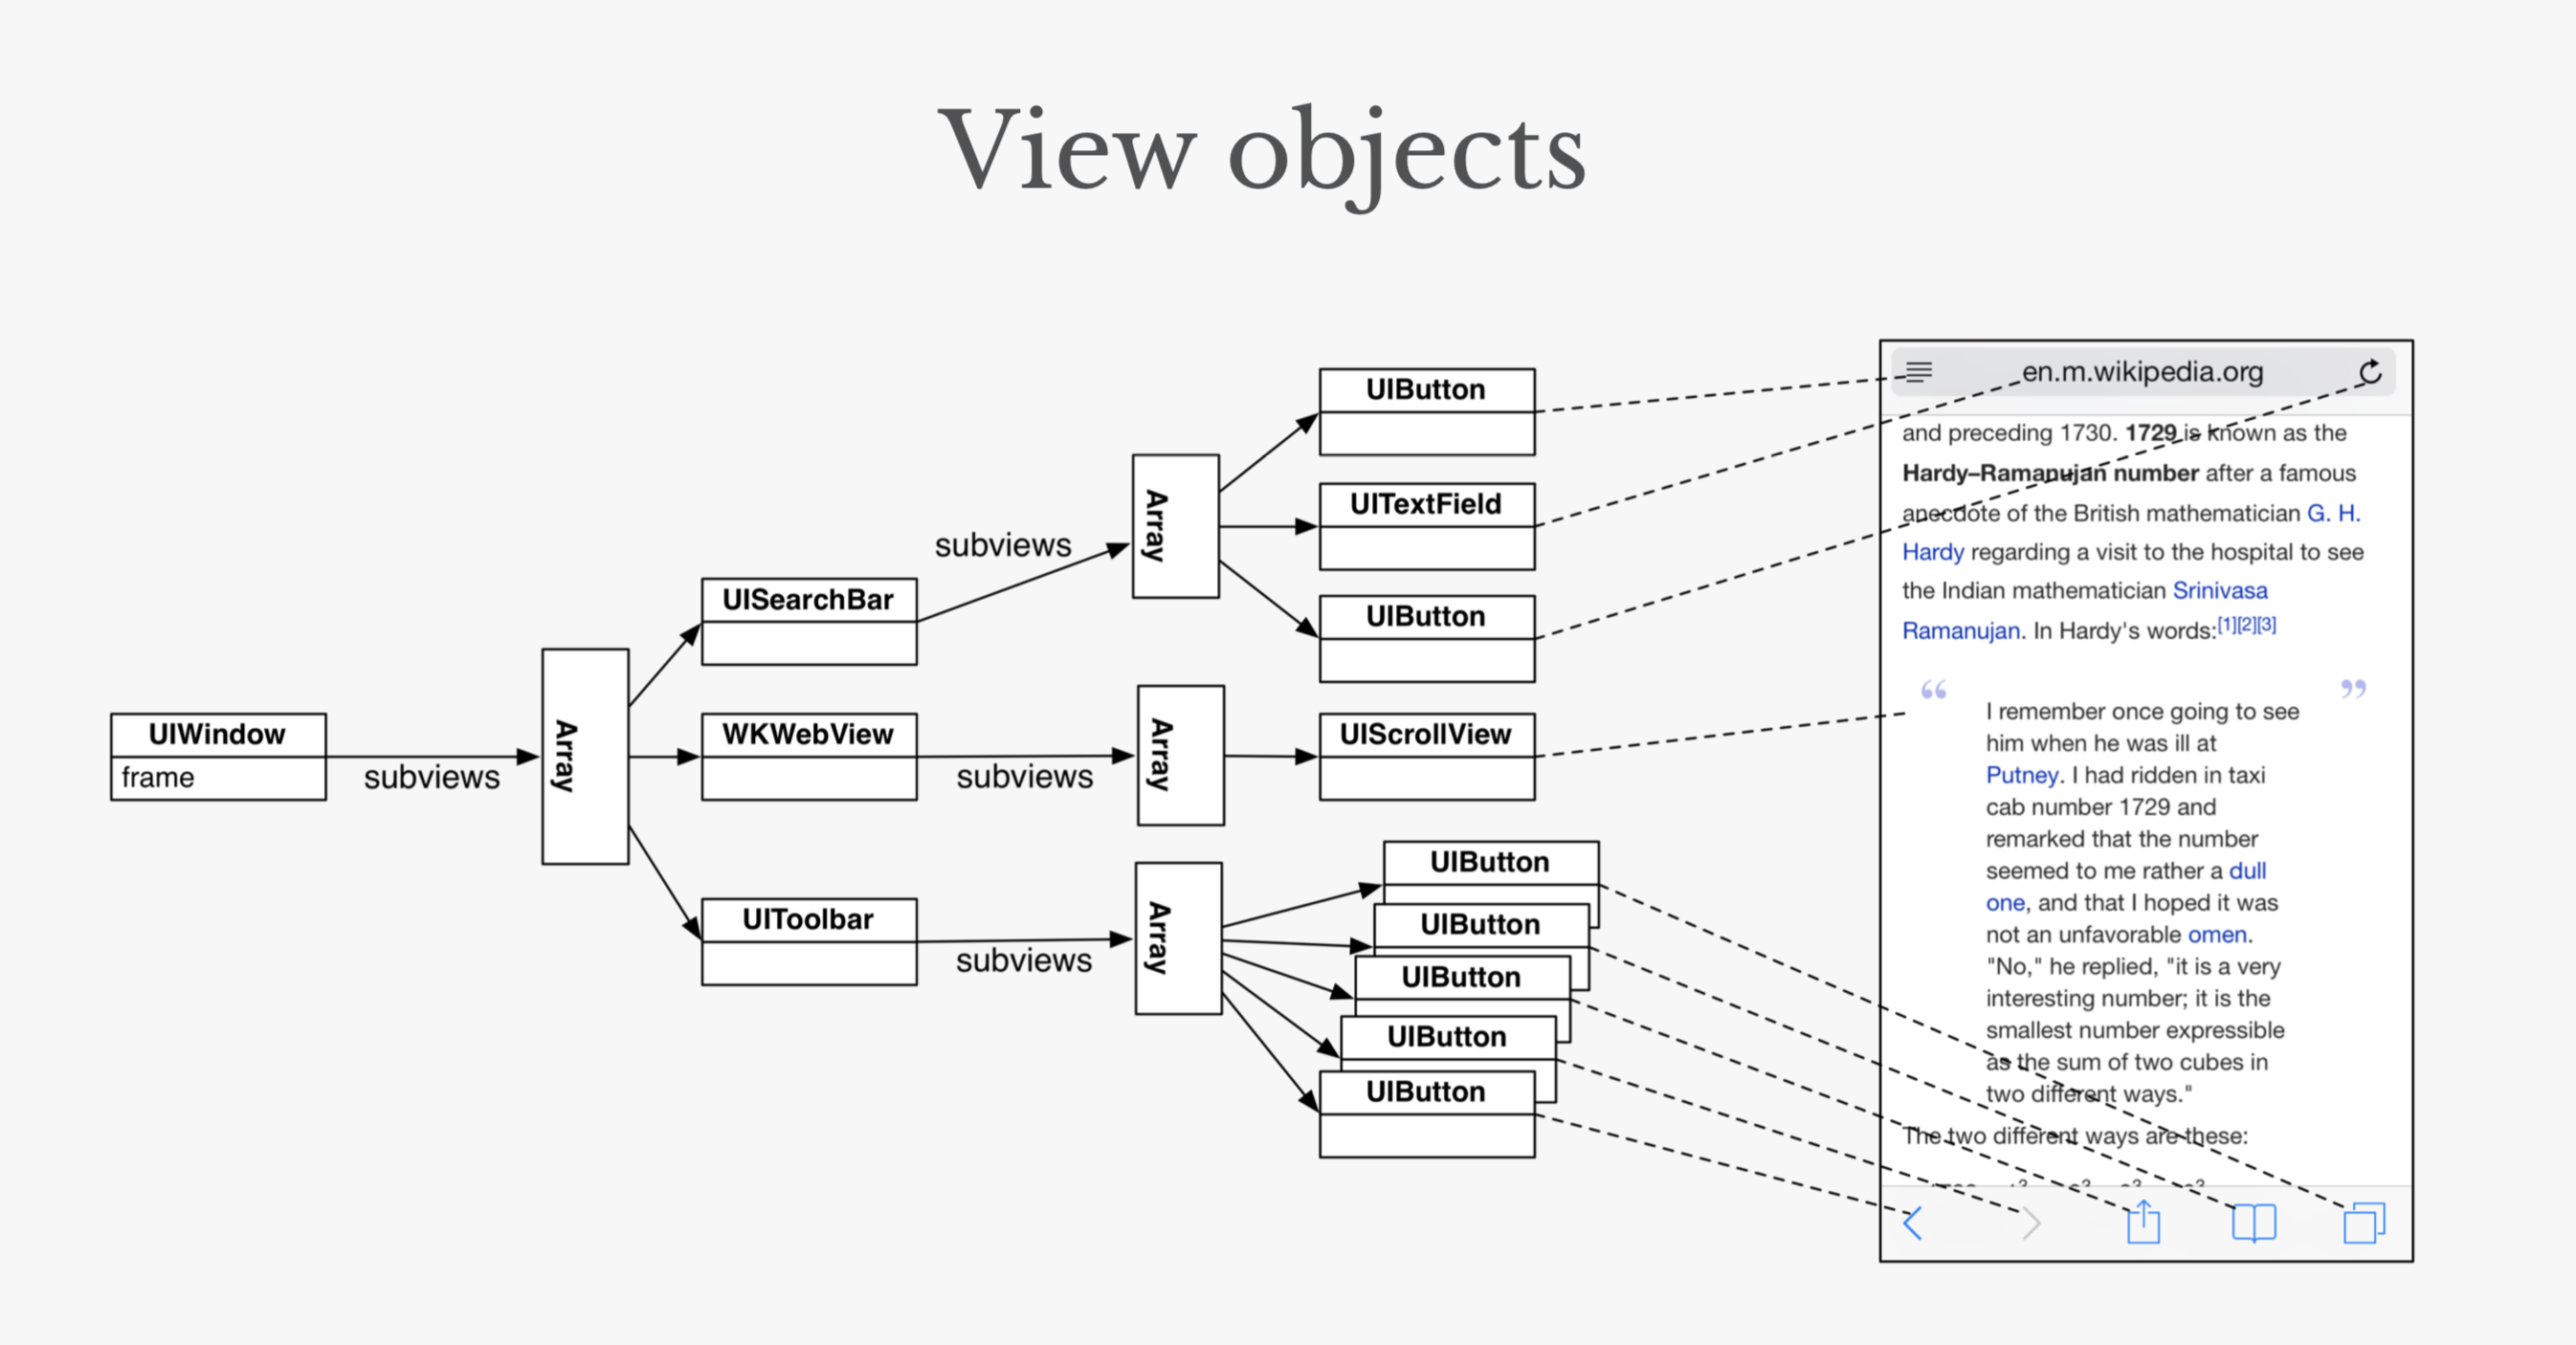 View objects
UIWindow
frame
subviews
Array
UISearchBar
subviews
WKWebView
subviews
UIToolbar
subviews
Array
UIButton
UITextField
UIButton
Array
UIScrollView
Array
UIButton
UIButton
UIButton
UIButton
UIButton
en.m.wikipedia.org
and preceding 1730. 1729 is known as the
Hardy–Ramanujan number after a famous
anecdote of the British mathematician G. H.
Hardy regarding a visit to the hospital to see
the Indian mathematician Srinivasa
Ramanujan. In Hardy's words:[1][2][3]
“ ”
I remember once going to see
him when he was ill at
Putney. I had ridden in taxi
cab number 1729 and
remarked that the number
seemed to me rather a dull
one, and that I hoped it was
not an unfavorable omen.
"No," he replied, "it is a very
interesting number; it is the
smallest number expressible
as the sum of two cubes in
two different ways."
The two different ways are these: